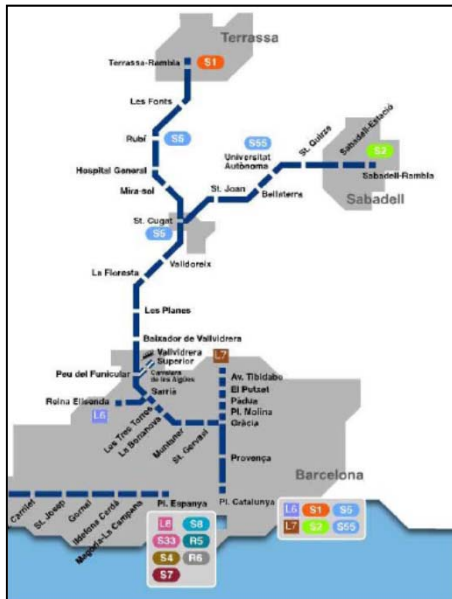 Terrassa
Terrassa-Rambla
S1
Les Fonts
Rubí
S5
S55
Universitat
Autònoma
St. Quirze
Sabadell-Estació
S2
Sabadell-Rambla
Sabadell
Hospital General
Mira-sol
St. Joan
Bellaterra
St. Cugat
S5
Valldoreix
La Floresta
Les Planes
Baixador de Vallvidrera
Vallvidrera
Superior
Carretera
de les Aigües
Peu del Funicular
L7
Av. Tibidabo
El Putxet
Pàdua
Pl. Molina
Gràcia
Sarrià
Reina Elisenda
L6
Les Tres Torres
La Bonanova
Muntaner
St. Gervasi
Provença
Barcelona
Pl. Catalunya
L6 S1 S5
L7 S2 S55
Carrilet
St. Josep
Gornal
Ildefons Cerdà
Magòria-La Campana
Pl. Espanya
L8 S8
S33 R5
S4 R6
S7